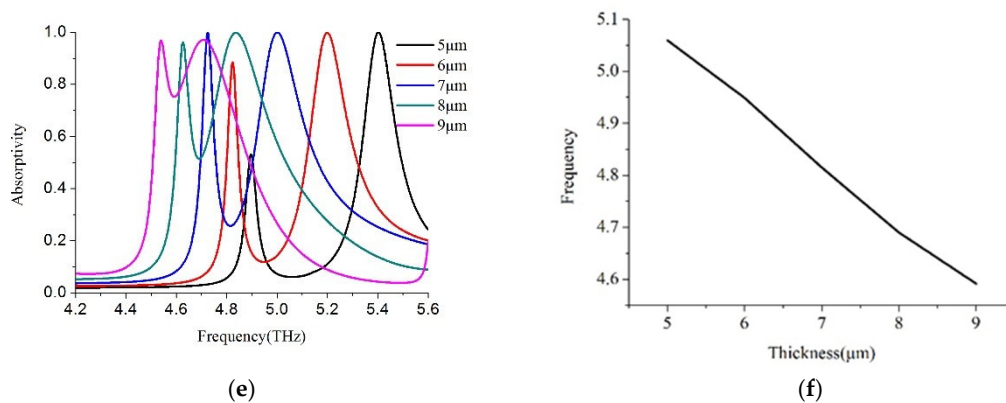 1.0
0.8
0.6
0.4
0.2
0.0
Absorptivity
5μm
6μm
7μm
8μm
9μm
4.2 4.4 4.6 4.8 5.0 5.2 5.4 5.6
Frequency(THz)
(e)
5.1
5.0
4.9
4.8
4.7
4.6
Frequency
5 6 7 8 9
Thickness(μm)
(f)